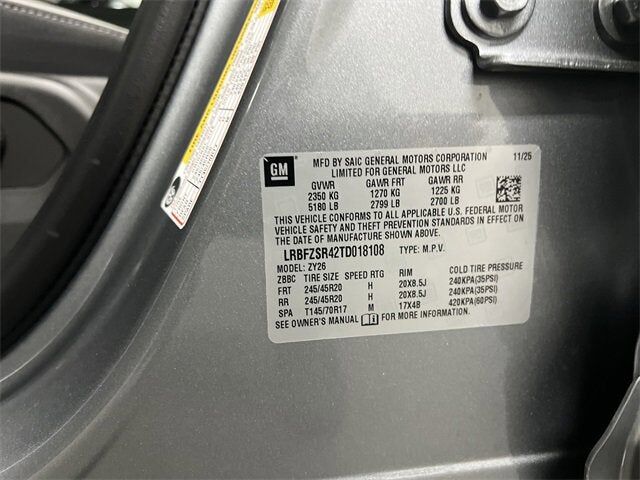 GM
MFD BY SAIC GENERAL MOTORS CORPORATION 11/25
LIMITED FOR GENERAL MOTORS LLC
GVWR GAWR FRT GAWR RR
2350 KG 1270 KG 1225 KG
5180 LB 2799 LB 2700 LB
THIS VEHICLE CONFORMS TO ALL APPLICABLE U.S. FEDERAL MOTOR
VEHICLE SAFETY AND THEFT PREVENTION STANDARDS IN EFFECT ON
THE DATE OF MANUFACTURE SHOWN ABOVE.
LRBFZSR42TD018108 TYPE: M.P.V.
MODEL: ZY26
ZBBC TIRE SIZE SPEED RTG RIM COLD TIRE PRESSURE
FRT 245/45R20 H 20X8.5J 240KPA(35PSI)
RR 245/45R20 H 20X8.5J 240KPA(35PSI)
SPA T145/70R17 M 17X4B 420KPA(60PSI)
SEE OWNER'S MANUAL FOR MORE INFORMATION.